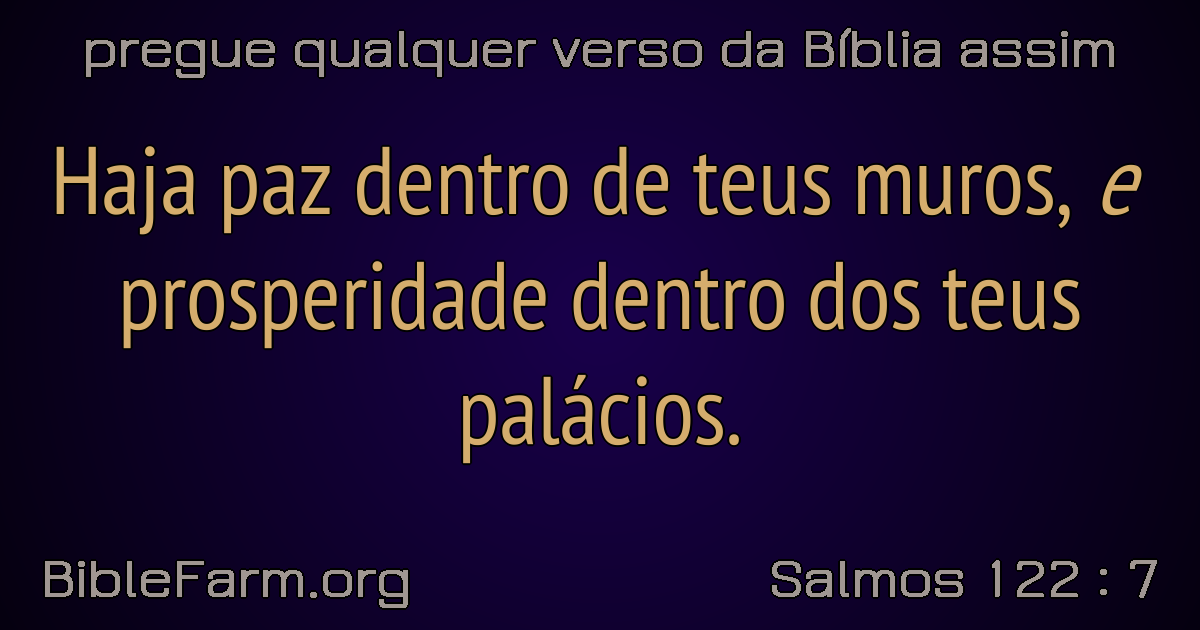 pregue qualquer verso da Bíblia assim
Haja paz dentro de teus muros, e
prosperidade dentro dos teus
palácios.
BibleFarm.org
Salmos 122 : 7